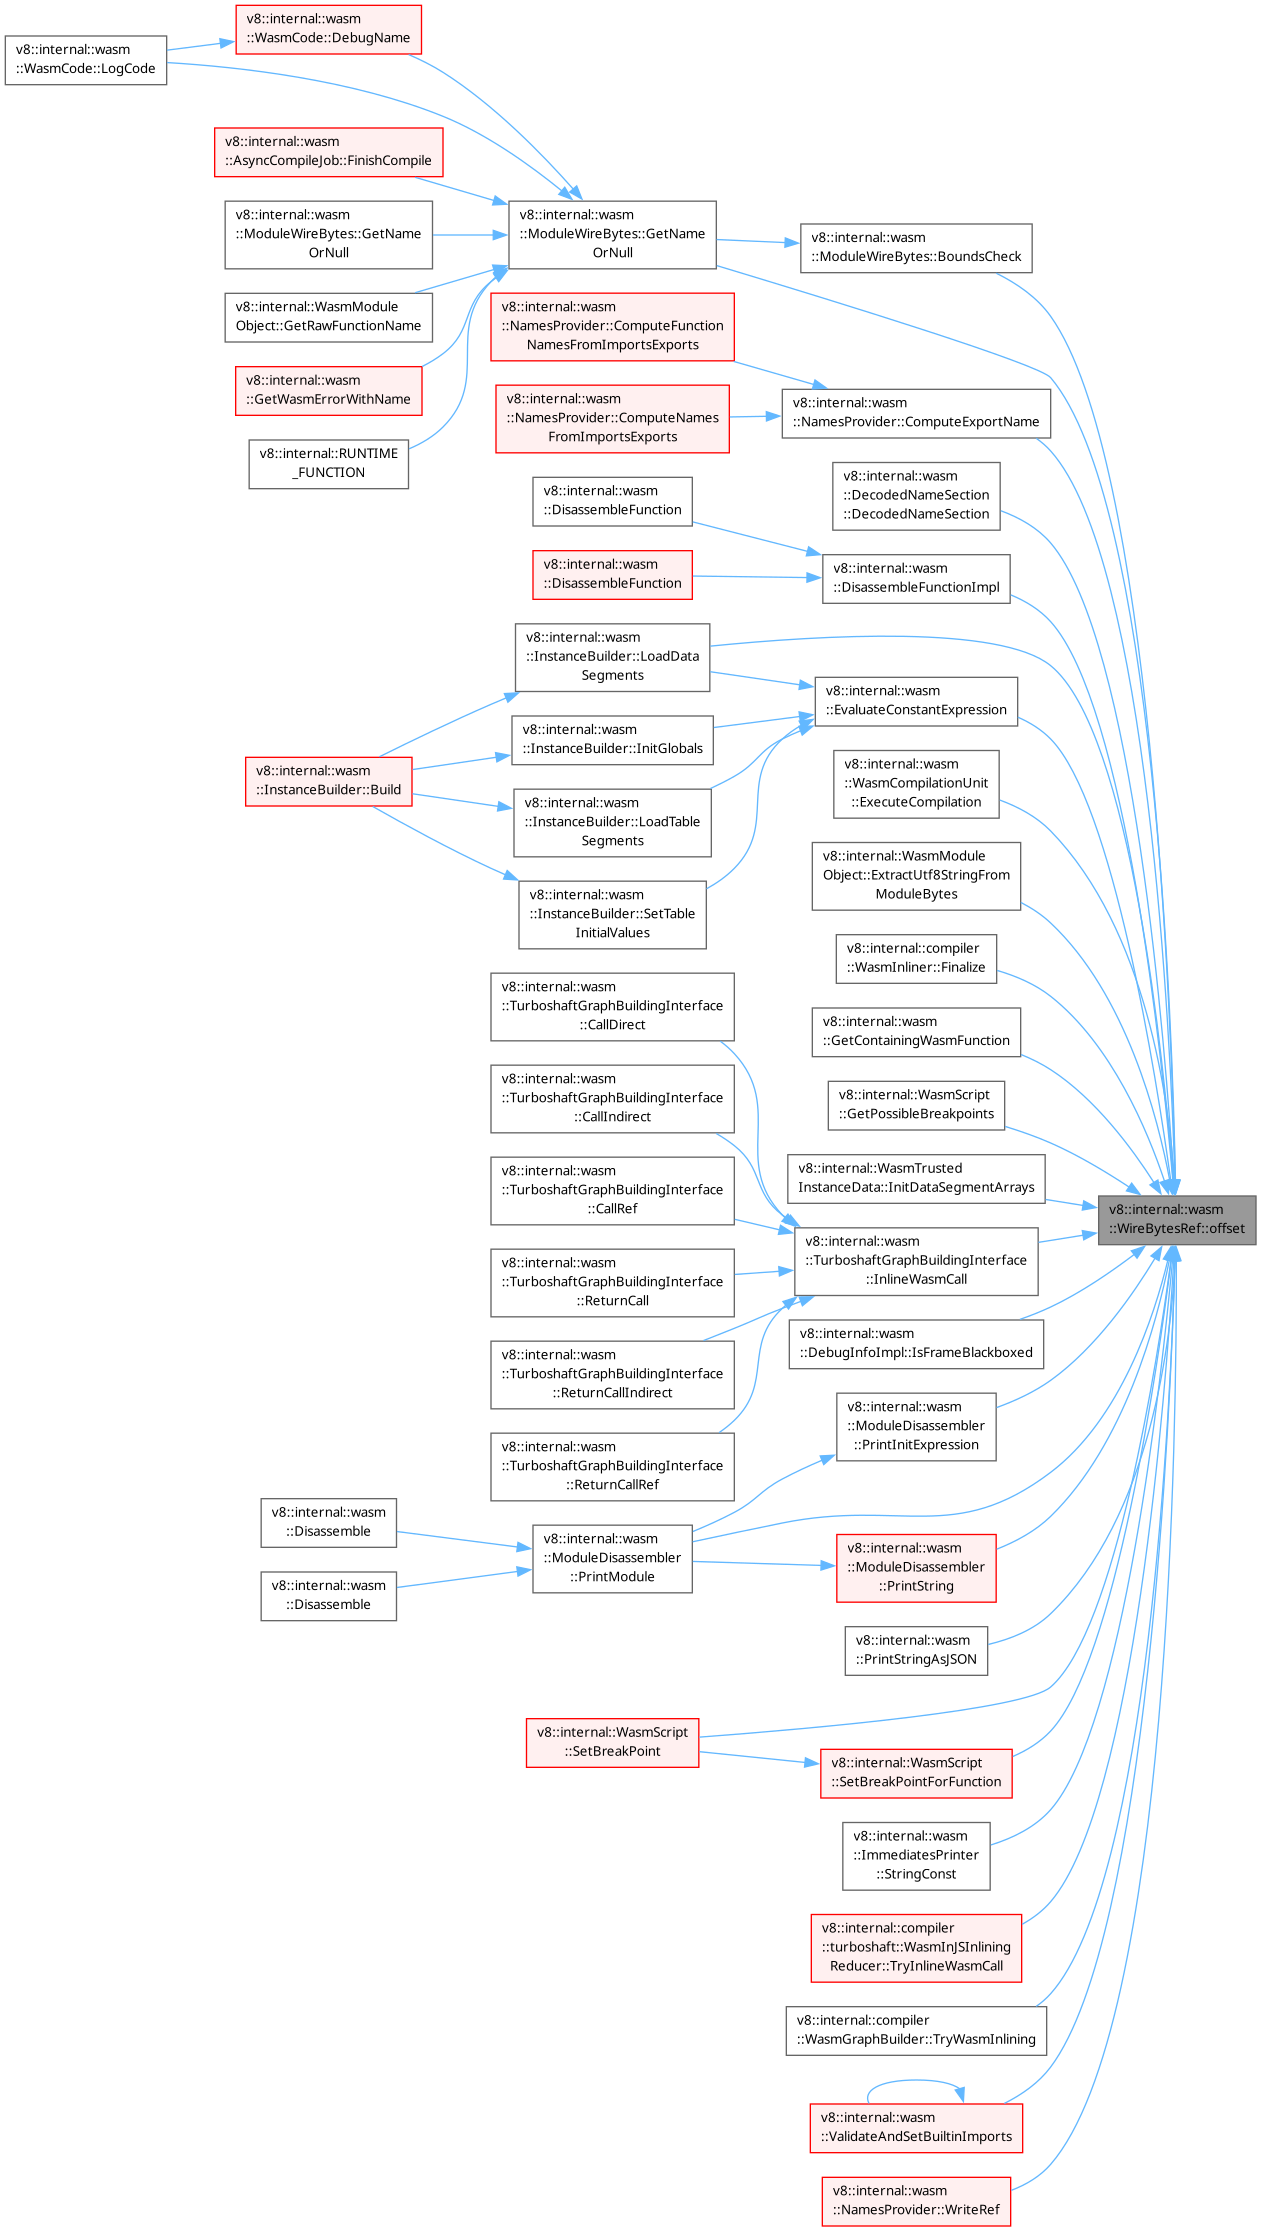 v8::internal::wasm
::WasmCode::DebugName
v8::internal::wasm
::WasmCode::LogCode
v8::internal::wasm
::AsyncCompileJob::FinishCompile
v8::internal::wasm
::ModuleWireBytes::GetName
OrNull
v8::internal::wasm
::ModuleWireBytes::GetName
OrNull
v8::internal::wasm
::ModuleWireBytes::BoundsCheck
v8::internal::WasmModule
Object::GetRawFunctionName
v8::internal::wasm
::NamesProvider::ComputeFunction
NamesFromImportsExports
v8::internal::wasm
::GetWasmErrorWithName
v8::internal::wasm
::NamesProvider::ComputeNames
FromImportsExports
v8::internal::wasm
::NamesProvider::ComputeExportName
v8::internal::RUNTIME
_FUNCTION
v8::internal::wasm
::DecodedNameSection
::DecodedNameSection
v8::internal::wasm
::DisassembleFunction
v8::internal::wasm
::DisassembleFunction
v8::internal::wasm
::DisassembleFunctionImpl
v8::internal::wasm
::InstanceBuilder::LoadData
Segments
v8::internal::wasm
::EvaluateConstantExpression
v8::internal::wasm
::InstanceBuilder::InitGlobals
v8::internal::wasm
::InstanceBuilder::Build
v8::internal::wasm
::WasmCompilationUnit
::ExecuteCompilation
v8::internal::wasm
::InstanceBuilder::LoadTable
Segments
v8::internal::WasmModule
Object::ExtractUtf8StringFrom
ModuleBytes
v8::internal::wasm
::InstanceBuilder::SetTable
InitialValues
v8::internal::compiler
::WasmInliner::Finalize
v8::internal::wasm
::TurboshaftGraphBuildingInterface
::CallDirect
v8::internal::wasm
::GetContainingWasmFunction
v8::internal::wasm
::TurboshaftGraphBuildingInterface
::CallIndirect
v8::internal::WasmScript
::GetPossibleBreakpoints
v8::internal::wasm
::TurboshaftGraphBuildingInterface
::CallRef
v8::internal::WasmTrusted
InstanceData::InitDataSegmentArrays
v8::internal::wasm
::WireBytesRef::offset
v8::internal::wasm
::TurboshaftGraphBuildingInterface
::InlineWasmCall
v8::internal::wasm
::TurboshaftGraphBuildingInterface
::ReturnCall
v8::internal::wasm
::DebugInfoImpl::IsFrameBlackboxed
v8::internal::wasm
::TurboshaftGraphBuildingInterface
::ReturnCallIndirect
v8::internal::wasm
::ModuleDisassembler
::PrintInitExpression
v8::internal::wasm
::TurboshaftGraphBuildingInterface
::ReturnCallRef
v8::internal::wasm
::Disassemble
v8::internal::wasm
::ModuleDisassembler
::PrintModule
v8::internal::wasm
::ModuleDisassembler
::PrintString
v8::internal::wasm
::Disassemble
v8::internal::wasm
::PrintStringAsJSON
v8::internal::WasmScript
::SetBreakPoint
v8::internal::WasmScript
::SetBreakPointForFunction
v8::internal::wasm
::ImmediatesPrinter
::StringConst
v8::internal::compiler
::turboshaft::WasmInJSInlining
Reducer::TryInlineWasmCall
v8::internal::compiler
::WasmGraphBuilder::TryWasmInlining
v8::internal::wasm
::ValidateAndSetBuiltinImports
v8::internal::wasm
::NamesProvider::WriteRef